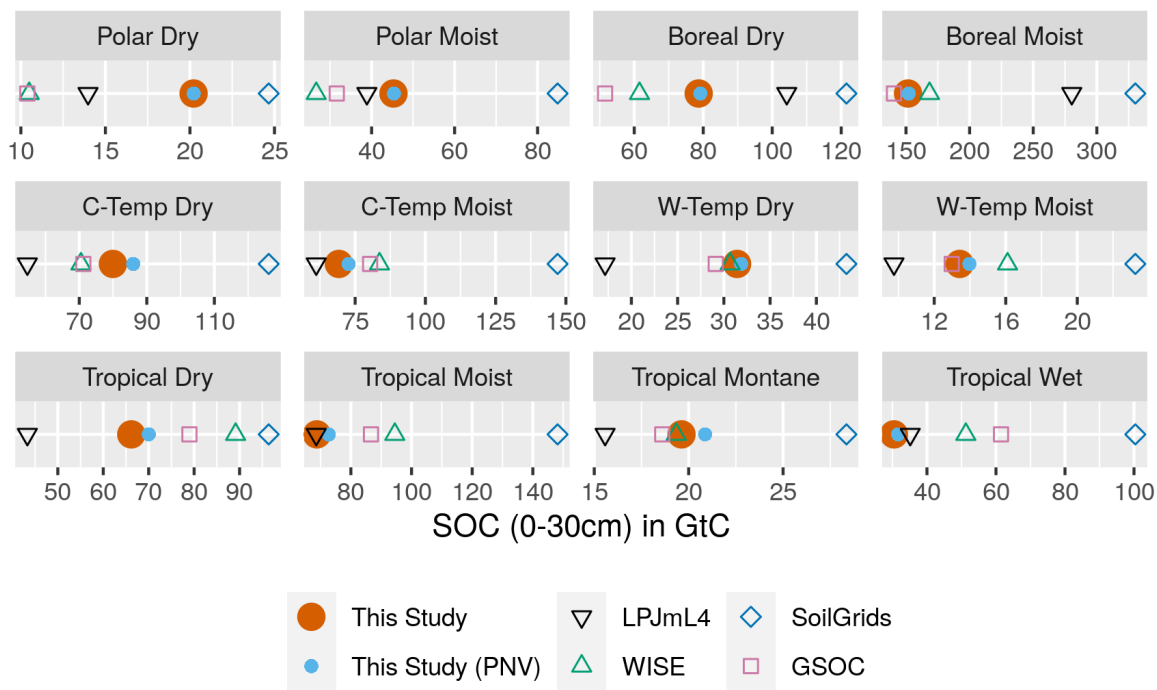 Polar Dry Polar Moist Boreal Dry Boreal Moist
10 15 20 25 40 60 80 60 80 100 120 150 200 250 300
C-Temp Dry C-Temp Moist W-Temp Dry W-Temp Moist
70 90 110 75 100 125 150 20 25 30 35 40 12 16 20
Tropical Dry Tropical Moist Tropical Montane Tropical Wet
50 60 70 80 90 80 100 120 140 15 20 25 40 60 80 100
SOC (0-30cm) in GtC
This Study LPJmL4 SoilGrids
This Study (PNV) WISE GSOC